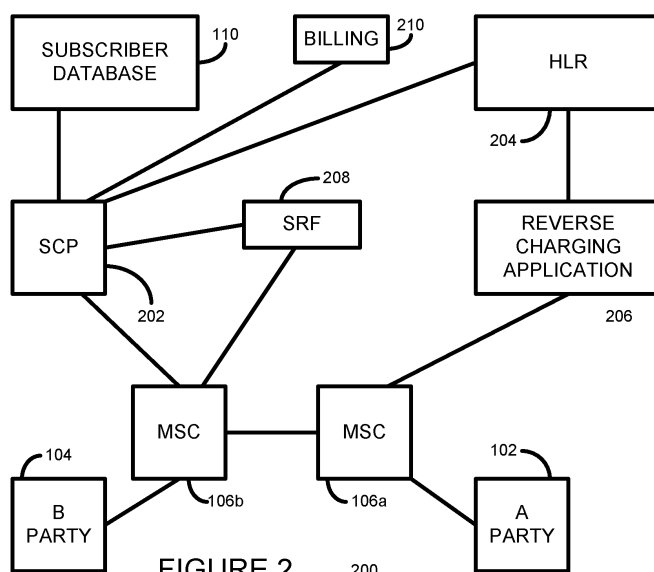 SUBSCRIBER
DATABASE
110
BILLING
210
HLR
204
208
SCP
SRF
REVERSE
CHARGING
APPLICATION
202
206
MSC
MSC
104
102
106b
106a
B
PARTY
A
PARTY
FIGURE 2
200